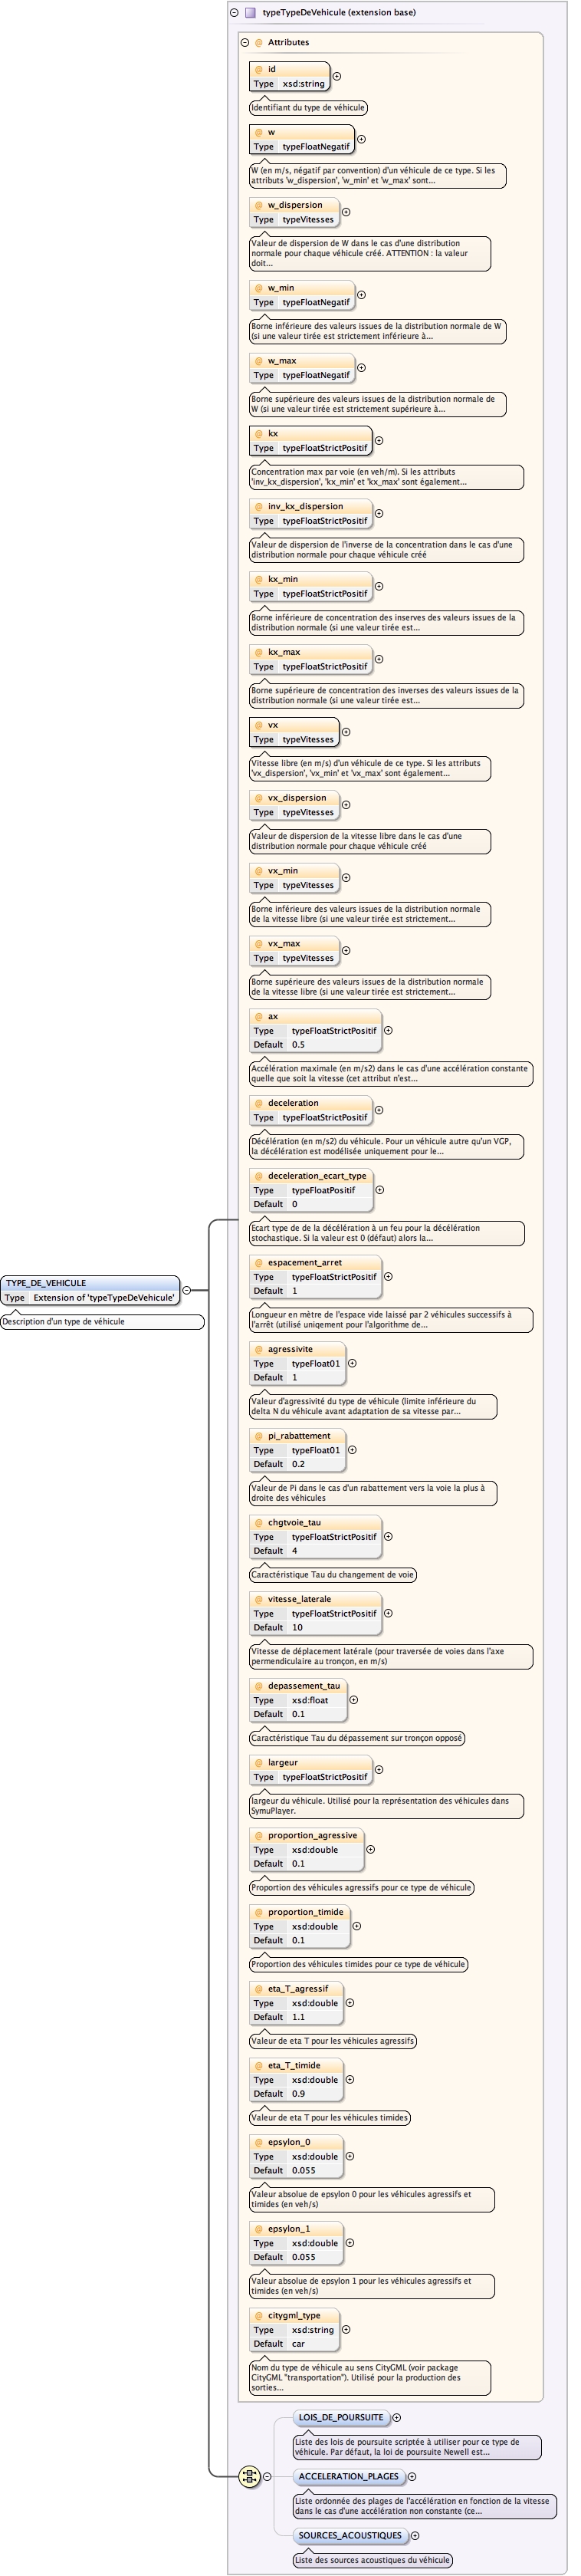 typeTypeDeVehicule (extension base)
@ Attributes
@ id
Type xsd:string
Identifiant du type de véhicule
@ w
Type typeFloatNegatif
W (en m/s, négatif par convention) d'un véhicule de ce type. Si les
attributs 'w_dispersion', 'w_min' et 'w_max' sont...
@ w_dispersion
Type typeVitesses
Valeur de dispersion de W dans le cas d'une distribution
normale pour chaque véhicule créé. ATTENTION : la valeur
doit...
@ w_min
Type typeFloatNegatif
Borne inférieure des valeurs issues de la distribution normale de W
(si une valeur tirée est strictement inférieure à...
@ w_max
Type typeFloatNegatif
Borne supérieure des valeurs issues de la distribution normale de
W (si une valeur tirée est strictement supérieure à...
@ kx
Type typeFloatStrictPositif
Concentration max par voie (en veh/m). Si les attributs
'inv_kx_dispersion', 'kx_min' et 'kx_max' sont également...
@ inv_kx_dispersion
Type typeFloatStrictPositif
Valeur de dispersion de l'inverse de la concentration dans le cas d'une
distribution normale pour chaque véhicule créé
@ kx_min
Type typeFloatStrictPositif
Borne inférieure de concentration des inserves des valeurs issues de la
distribution normale (si une valeur tirée est...
@ kx_max
Type typeFloatStrictPositif
Borne supérieure de concentration des inverses des valeurs issues de la
distribution normale (si une valeur tirée est...
@ vx
Type typeVitesses
Vitesse libre (en m/s) d'un véhicule de ce type. Si les attributs
'vx_dispersion', 'vx_min' et 'vx_max' sont également...
@ vx_dispersion
Type typeVitesses
Valeur de dispersion de la vitesse libre dans le cas d'une
distribution normale pour chaque véhicule créé
@ vx_min
Type typeVitesses
Borne inférieure des valeurs issues de la distribution normale
de la vitesse libre (si une valeur tirée est strictement...
@ vx_max
Type typeVitesses
Borne supérieure des valeurs issues de la distribution normale
de la vitesse libre (si une valeur tirée est strictement...
@ ax
Type typeFloatStrictPositif
Default 0.5
Accélération maximale (en m/s2) dans le cas d'une accélération constante
quelle que soit la vitesse (cet attribut n'est...
@ deceleration
Type typeFloatStrictPositif
Décélération (en m/s2) du véhicule. Pour un véhicule autre qu'un VGP,
la décélération est modélisée uniquement pour le...
@ deceleration_ecart_type
Type typeFloatPositif
Default 0
Ecart type de de la décélération à un feu pour la décélération
stochastique. Si la valeur est 0 (défaut) alors la...
TYPE_DE_VEHICULE
Type Extension of 'typeTypeDeVehicule'
Description d'un type de véhicule
@ espacement_arret
Type typeFloatStrictPositif
Default 1
Longueur en mètre de l'espace vide laissé par 2 véhicules successifs à
l'arrêt (utilisé uniqement pour l'algorithme de...
@ agressivite
Type typeFloat01
Default 1
Valeur d'agressivité du type de véhicule (limite inférieure du
delta N du véhicule avant adaptation de sa vitesse par...
@ pi_rabattement
Type typeFloat01
Default 0.2
Valeur de Pi dans le cas d'un rabattement vers la voie la plus à
droite des véhicules
@ chgtvoie_tau
Type typeFloatStrictPositif
Default 4
Caractéristique Tau du changement de voie
@ vitesse_laterale
Type typeFloatStrictPositif
Default 10
Vitesse de déplacement latérale (pour traversée de voies dans l'axe
permendiculaire au tronçon, en m/s)
@ depassement_tau
Type xsd:float
Default 0.1
Caractéristique Tau du dépassement sur tronçon opposé
@ largeur
Type typeFloatStrictPositif
largeur du véhicule. Utilisé pour la représentation des véhicules dans
SymuPlayer.
@ proportion_agressive
Type xsd:double
Default 0.1
Proportion des véhicules agressifs pour ce type de véhicule
@ proportion_timide
Type xsd:double
Default 0.1
Proportion des véhicules timides pour ce type de véhicule
@ eta_T_agressif
Type xsd:double
Default 1.1
Valeur de eta T pour les véhicules agressifs
@ eta_T_timide
Type xsd:double
Default 0.9
Valeur de eta T pour les véhicules timides
@ epsylon_0
Type xsd:double
Default 0.055
Valeur absolue de epsylon 0 pour les véhicules agressifs et
timides (en veh/s)
@ epsylon_1
Type xsd:double
Default 0.055
Valeur absolue de epsylon 1 pour les véhicules agressifs et
timides (en veh/s)
@ citygml_type
Type xsd:string
Default car
Nom du type de véhicule au sens CityGML (voir package
CityGML "transportation"). Utilisé pour la production des
sorties...
LOIS_DE_POURSUITE
Liste des lois de poursuite scriptée à utiliser pour ce type de
véhicule. Par défaut, la loi de poursuite Newell est...
ACCELERATION_PLAGES
Liste ordonnée des plages de l'accélération en fonction de la vitesse
dans le cas d'une accélération non constante (ce...
SOURCES_ACOUSTIQUES
Liste des sources acoustiques du véhicule